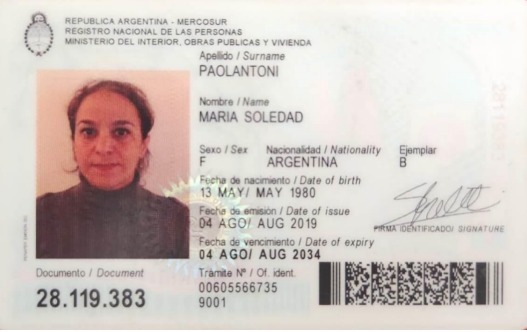 REPUBLICA ARGENTINA - MERCOSUR
REGISTRO NACIONAL DE LAS PERSONAS
MINISTERIO DEL INTERIOR, OBRAS PUBLICAS Y VIVIENDA
Apellido / Surname
PAOLANTONI
Nombre / Name
MARIA SOLEDAD
Sexo / Sex Nacionalidad / Nationality Ejemplar
F ARGENTINA B
Fecha de nacimiento / Date of birth
13 MAY/ MAY 1980
Fecha de emisión / Date of issue
04 AGO/ AUG 2019
FIRMA IDENTIFICADO/ SIGNATURE
Fecha de vencimiento / Date of expiry
04 AGO/ AUG 2034
Documento / Document
28.119.383
Tramite Nº / Of. ident.
00605566735
9001